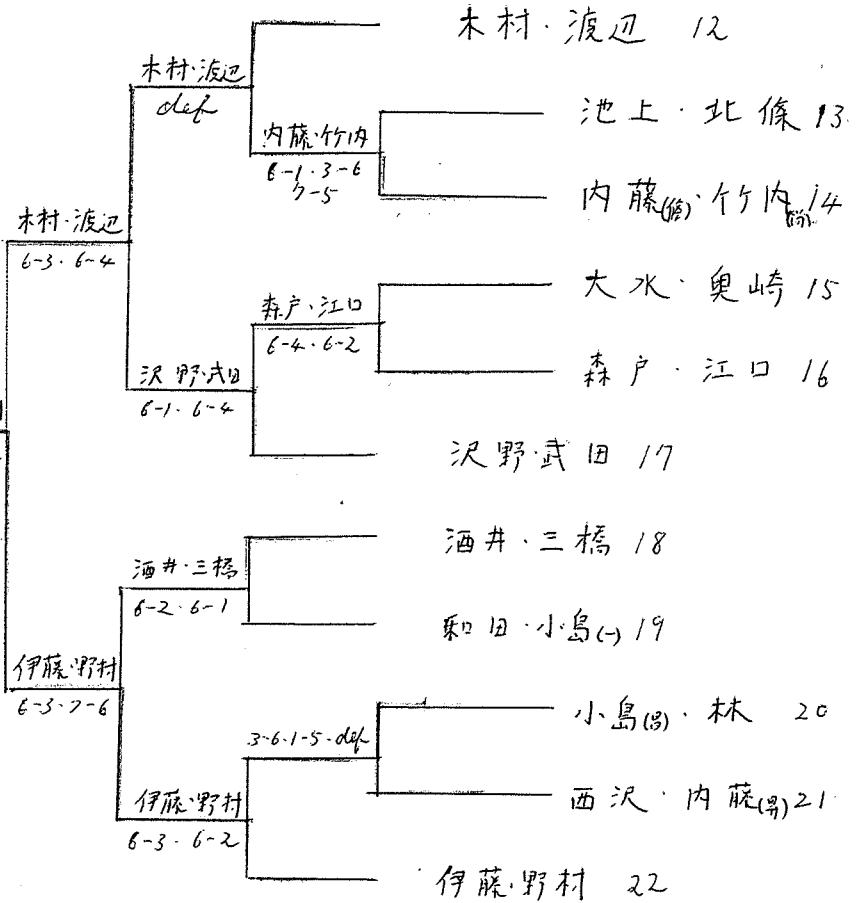 木村・渡辺 12
木村・渡辺
def
池上・北條 13
内藤・竹内
6-1・3-6
7-5
内藤・竹内 14
木村・渡辺
6-3・6-4
大水・奥崎 15
森戸・江口
6-4・6-2
森戸・江口 16
沢野・武田
6-1・6-4
沢野・武田 17
酒井・三橋 18
酒井・三橋
6-2・6-1
和田・小島(一) 19
伊藤・野村
6-3・7-6
小島(昌)・林 20
3-6・1-5・def
西沢・内藤 21
伊藤・野村
6-3・6-2
伊藤・野村 22